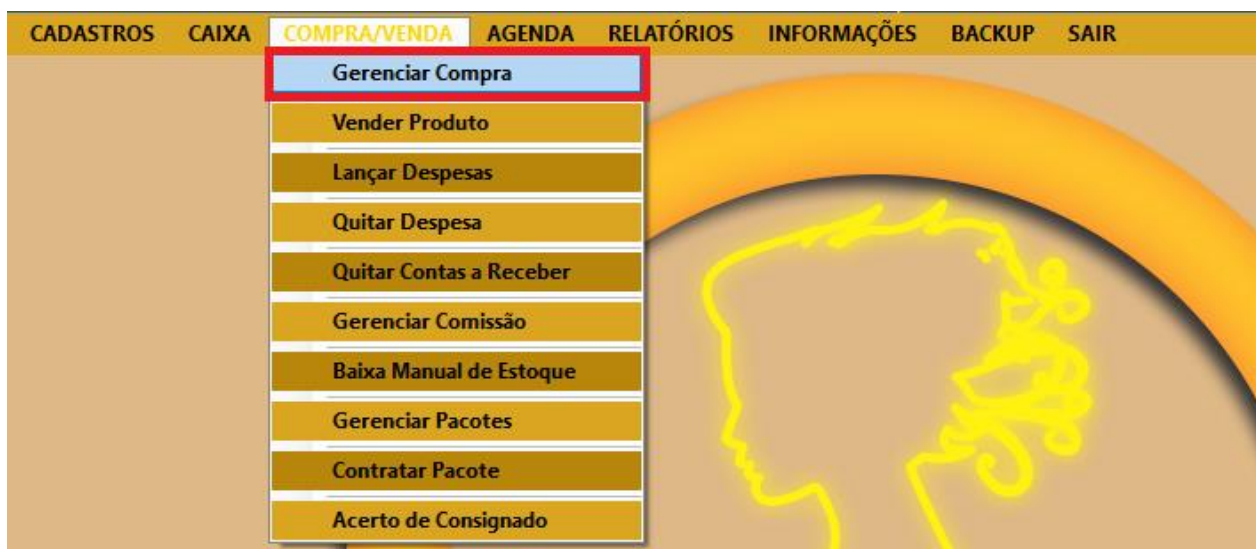 CADASTROS CAIXA COMPRA/VENDA AGENDA RELATÓRIOS INFORMAÇÕES BACKUP SAIR
Gerenciar Compra
Vender Produto
Lançar Despesas
Quitar Despesa
Quitar Contas a Receber
Gerenciar Comissão
Baixa Manual de Estoque
Gerenciar Pacotes
Contratar Pacote
Acerto de Consignado